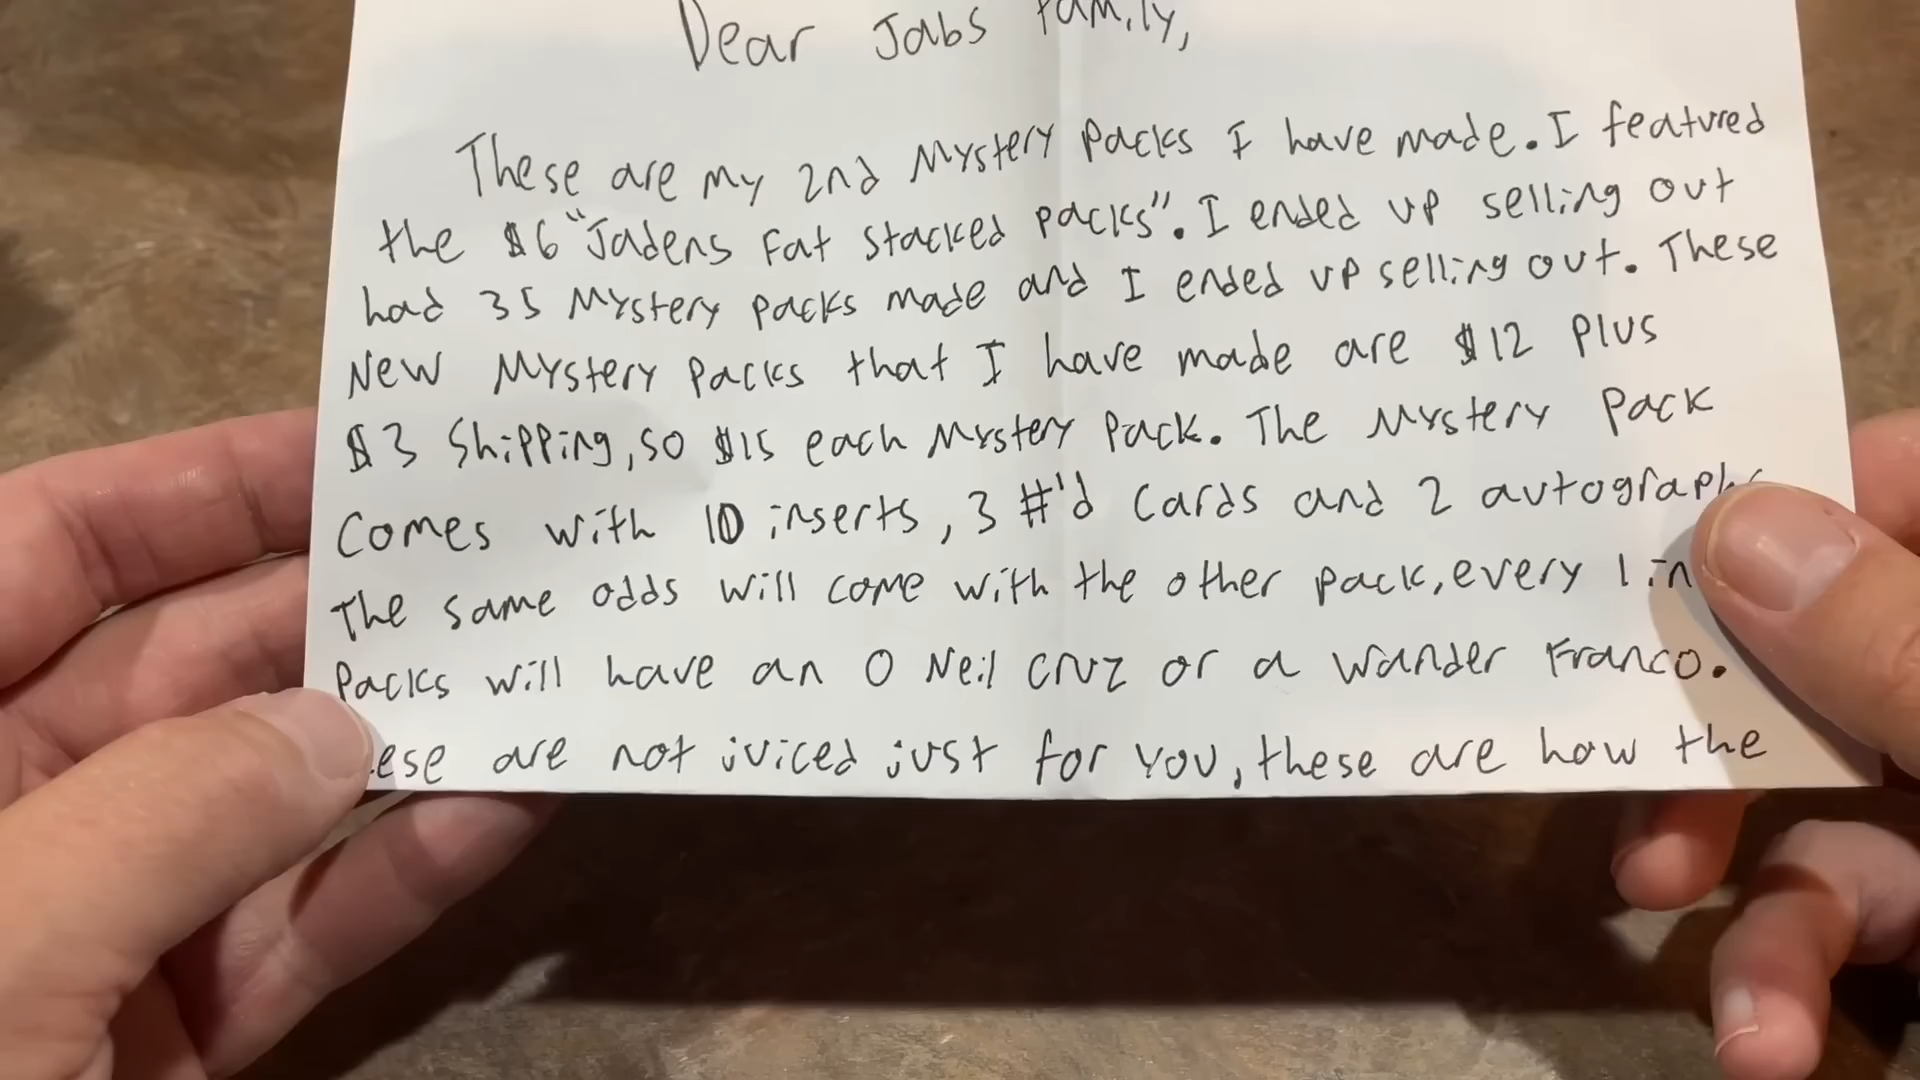 Dear Jabs family,
These are my 2nd Mystery Packs I have made. I featured
the $6 "Jadens Fat Stacked Packs". I ended up selling out
had 35 Mystery Packs made and I ended up selling out. These
New Mystery Packs that I have made are $12 Plus
$3 Shipping, so $15 each Mystery Pack. The Mystery Pack
Comes with 10 inserts, 3 #'d Cards and 2 autographs
The same odds will come with the other pack, every 1 in
Packs will have an O Neil Cruz or a Wander Franco.
are not juiced just for you, these are how the